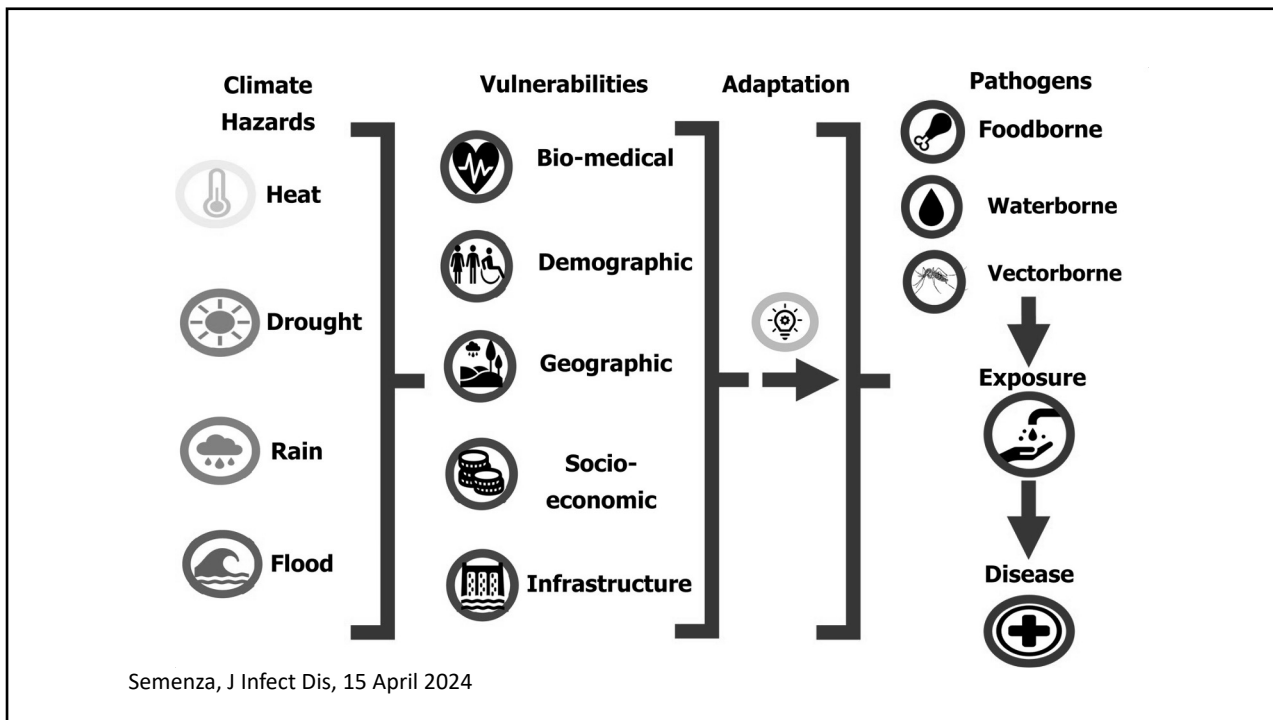 Climate
Hazards
Heat
Drought
Rain
Flood
Vulnerabilities
Bio-medical
Demographic
Geographic
Socio-
economic
Infrastructure
Adaptation
Pathogens
Foodborne
Waterborne
Vectorborne
Exposure
Disease
Semenza, J Infect Dis, 15 April 2024